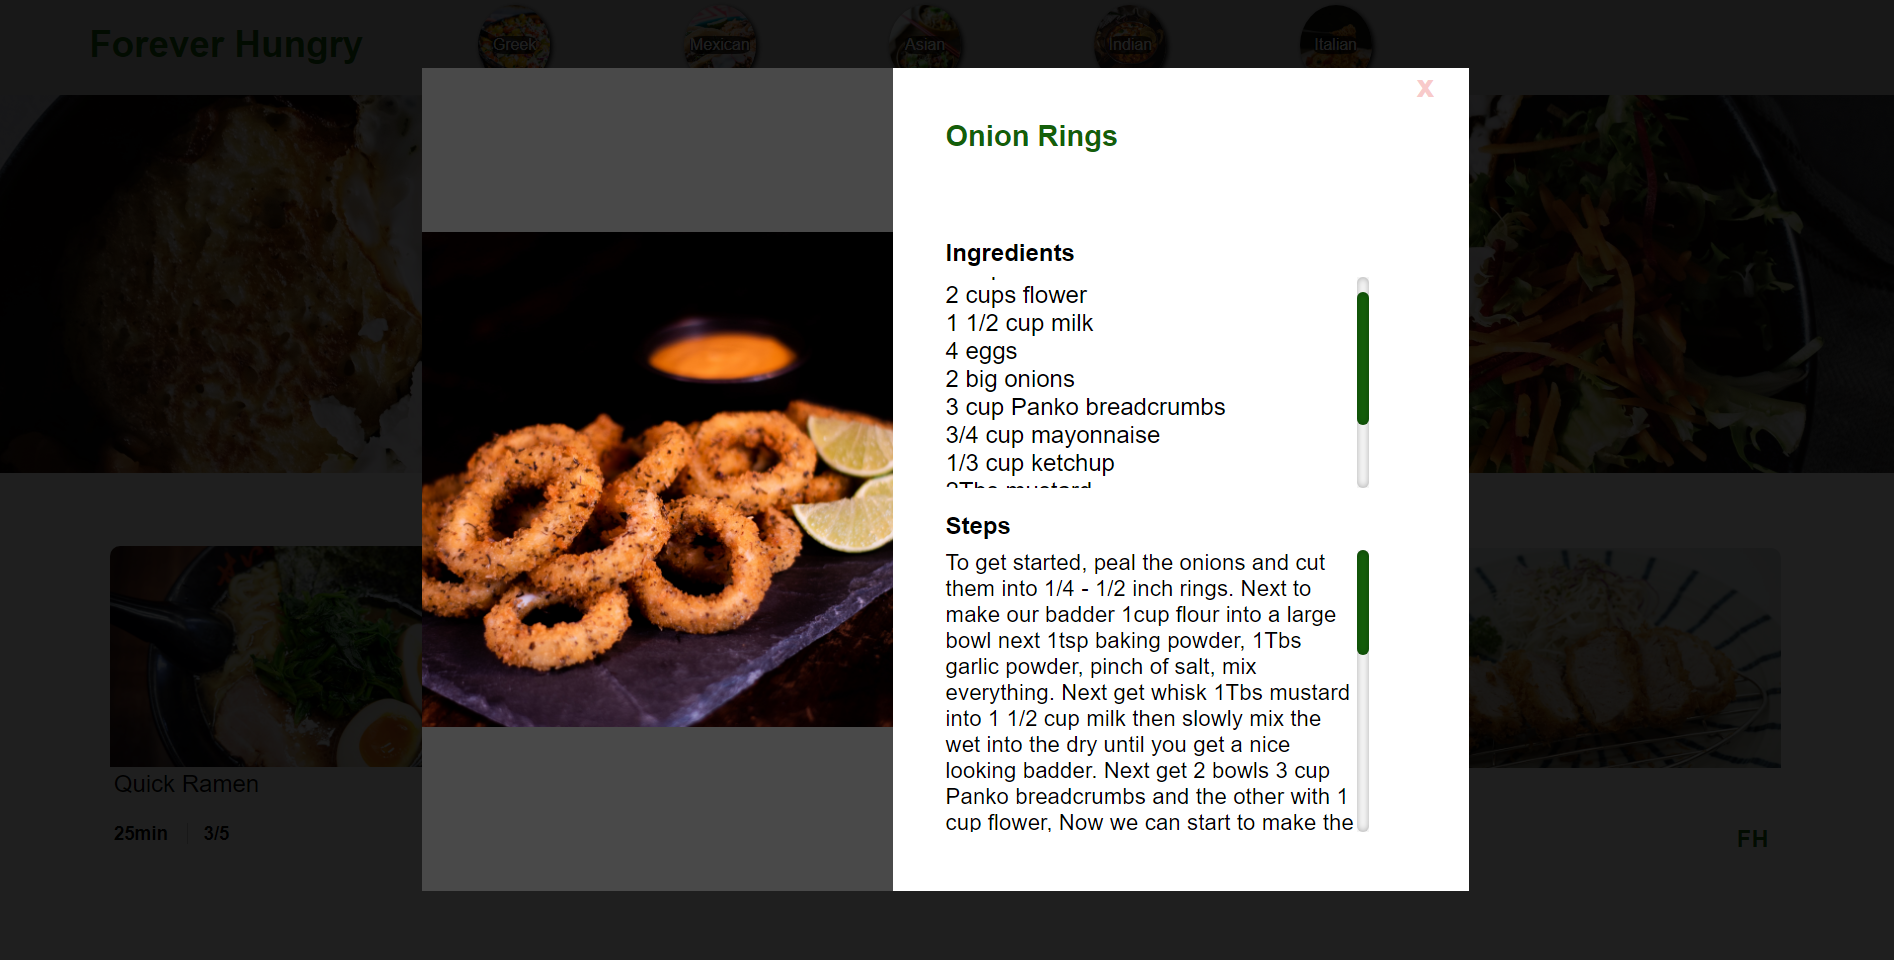 Forever Hungry
Greek
Mexican
Asian
Indian
Italian
x
Onion Rings
Ingredients
2 cups flower
1 1/2 cup milk
4 eggs
2 big onions
3 cup Panko breadcrumbs
3/4 cup mayonnaise
1/3 cup ketchup
2Tbs mustard
Steps
To get started, peal the onions and cut
them into 1/4 - 1/2 inch rings. Next to
make our badder 1cup flour into a large
bowl next 1tsp baking powder, 1Tbs
garlic powder, pinch of salt, mix
everything. Next get whisk 1Tbs mustard
into 1 1/2 cup milk then slowly mix the
wet into the dry until you get a nice
looking badder. Next get 2 bowls 3 cup
Panko breadcrumbs and the other with 1
cup flower, Now we can start to make the
Quick Ramen
25min | 3/5
FH